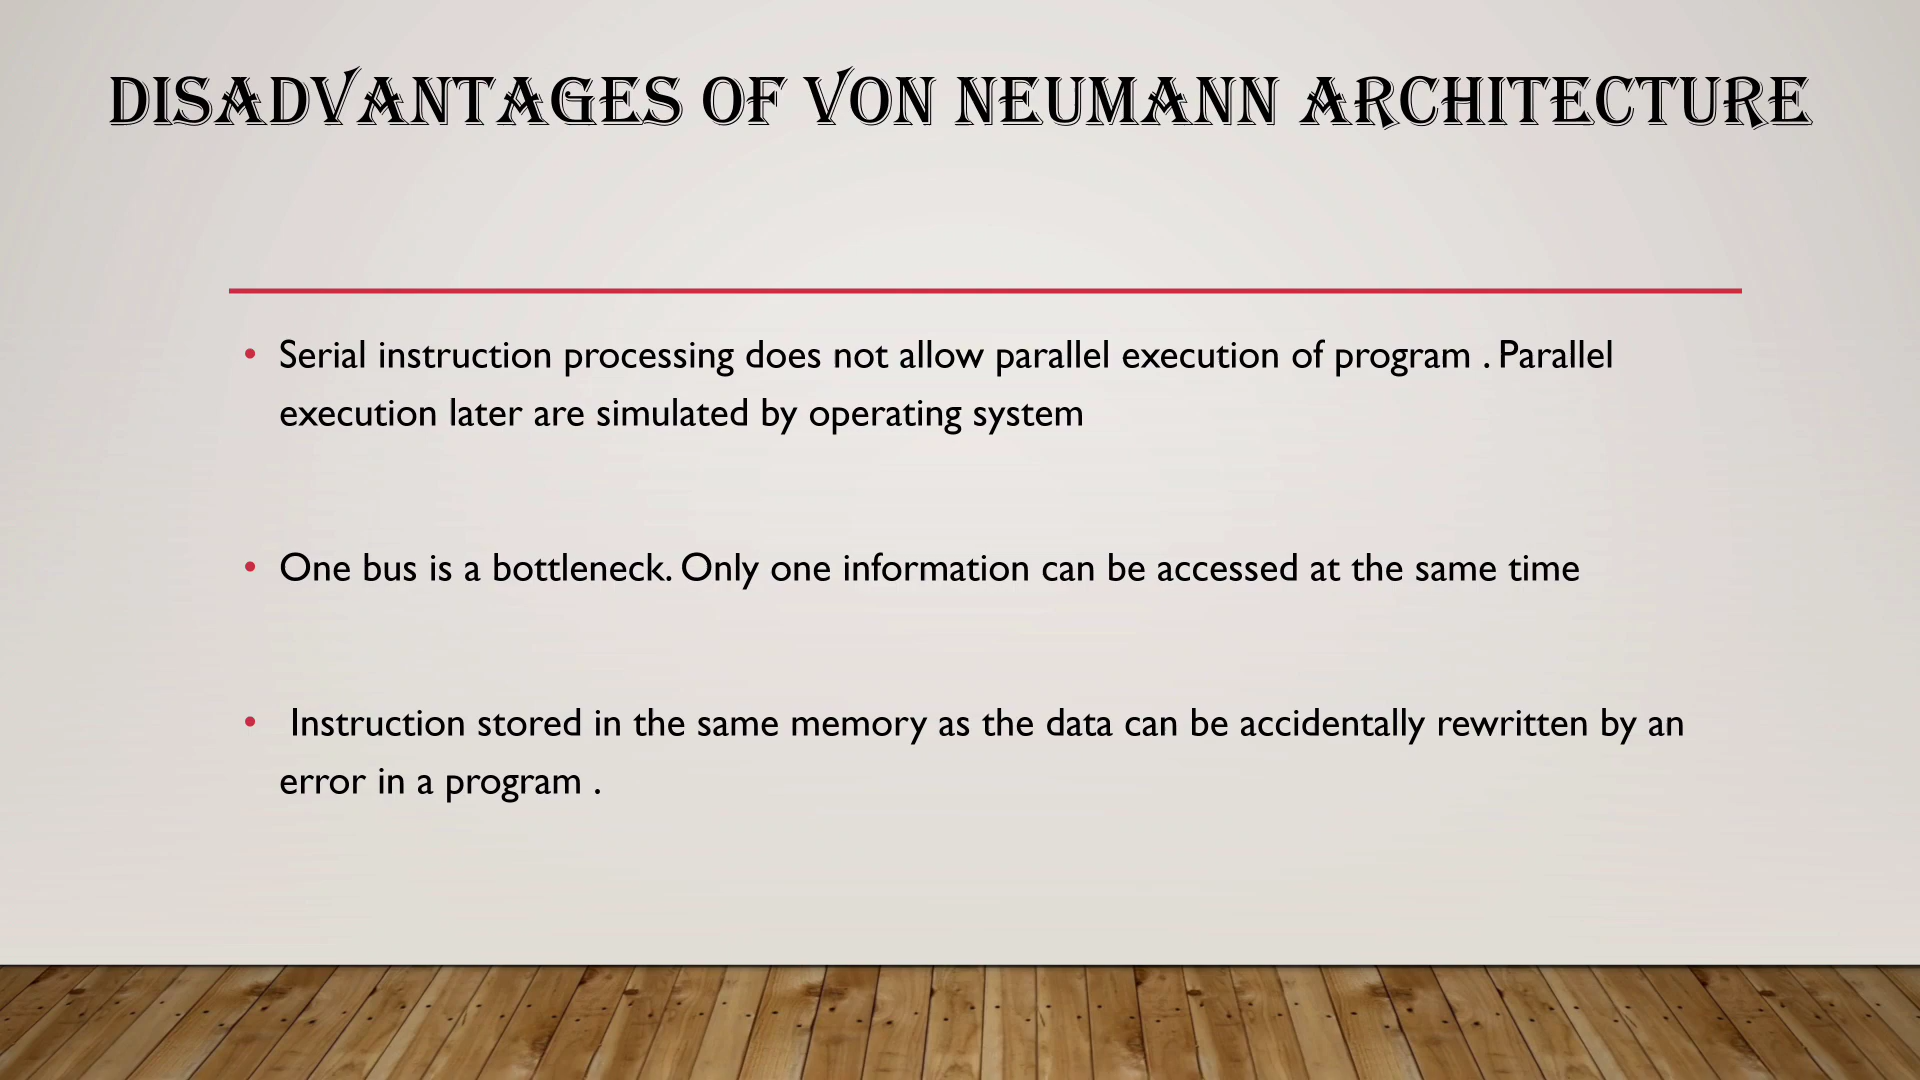 DISADVANTAGES OF VON NEUMANN ARCHITECTURE
• Serial instruction processing does not allow parallel execution of program . Parallel
execution later are simulated by operating system
• One bus is a bottleneck. Only one information can be accessed at the same time
• Instruction stored in the same memory as the data can be accidentally rewritten by an
error in a program .